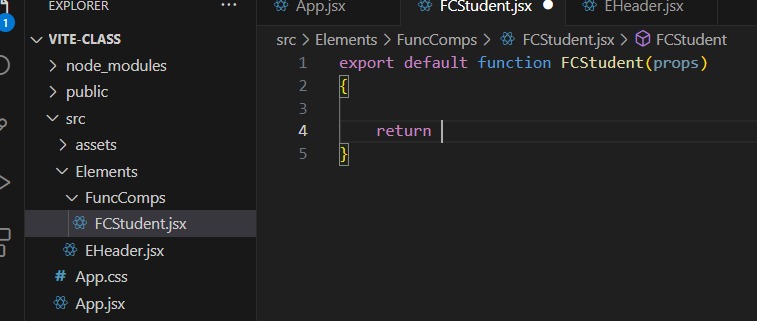 EXPLORER
...
VITE-CLASS
node_modules
public
src
assets
Elements
FuncComps
FCStudent.jsx
EHeader.jsx
# App.css
App.jsx
1
App.jsx
FCStudent.jsx
EHeader.jsx
src > Elements > FuncComps > FCStudent.jsx > FCStudent
1 export default function FCStudent(props)
2 {
3
4 return
5 }